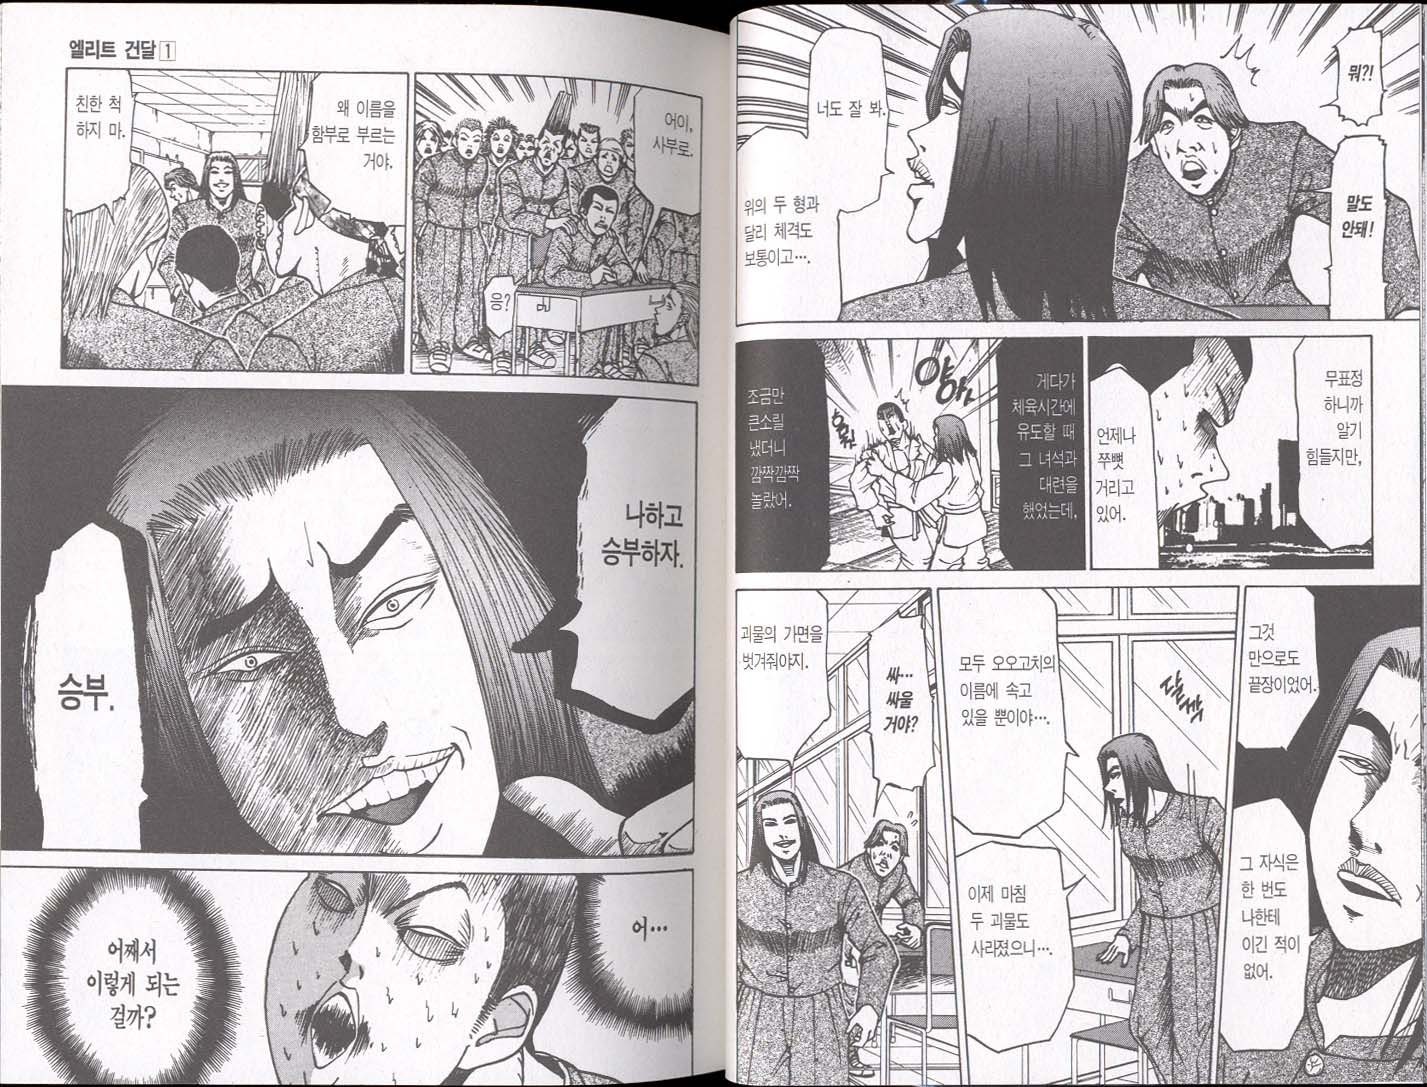 뭐?!
말도
안돼!
너도 잘 봐.
위의 두 형과
달리 체격도
보통이고….
무표정
하니까
알기
힘들지만,
언제나
쭈뼛
거리고
있어.
게다가
체육시간에
유도할 때
그 녀석과
대련을
했었는데,
조금만
큰소릴
냈더니
깜짝깜짝
놀랐어.
그것
만으로도
끝장이었어.
그 자식은
한 번도
나한테
이긴 적이
없어.
모두 오오고치의
이름에 속고
있을 뿐이야….
이제 마침
두 괴물도
사라졌으니….
싸…
싸울
거야?
괴물의 가면을
벗겨줘야지.
엘리트 건달 1
어이,
사부로.
응?
왜 이름을
함부로 부르는
거야.
친한 척
하지 마.
나하고
승부하자.
승부.
어…
어째서
이렇게 되는
걸까?